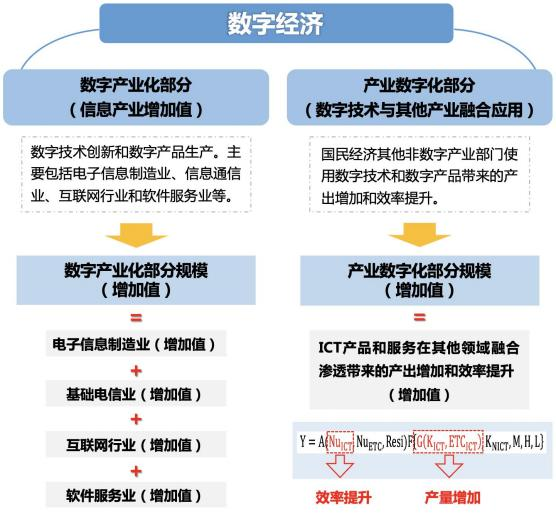 数字经济
数字产业化部分
（信息产业增加值）
数字技术创新和数字产品生产。主
要包括电子信息制造业、信息通信
业、互联网行业和软件服务业等。
数字产业化部分规模
（增加值）
=
电子信息制造业（增加值）
+
基础电信业（增加值）
+
互联网行业（增加值）
+
软件服务业（增加值）
产业数字化部分
（数字技术与其他产业融合应用）
国民经济其他非数字产业部门使
用数字技术和数字产品带来的产
出增加和效率提升。
产业数字化部分规模
（增加值）
=
ICT产品和服务在其他领域融合
渗透带来的产出增加和效率提升
（增加值）
Y = A{Nu_ICT, Nu_ETC, Resi}F{G(K_ICT, ETC_ICT), K_NICT, M, H, L}
效率提升
产量增加